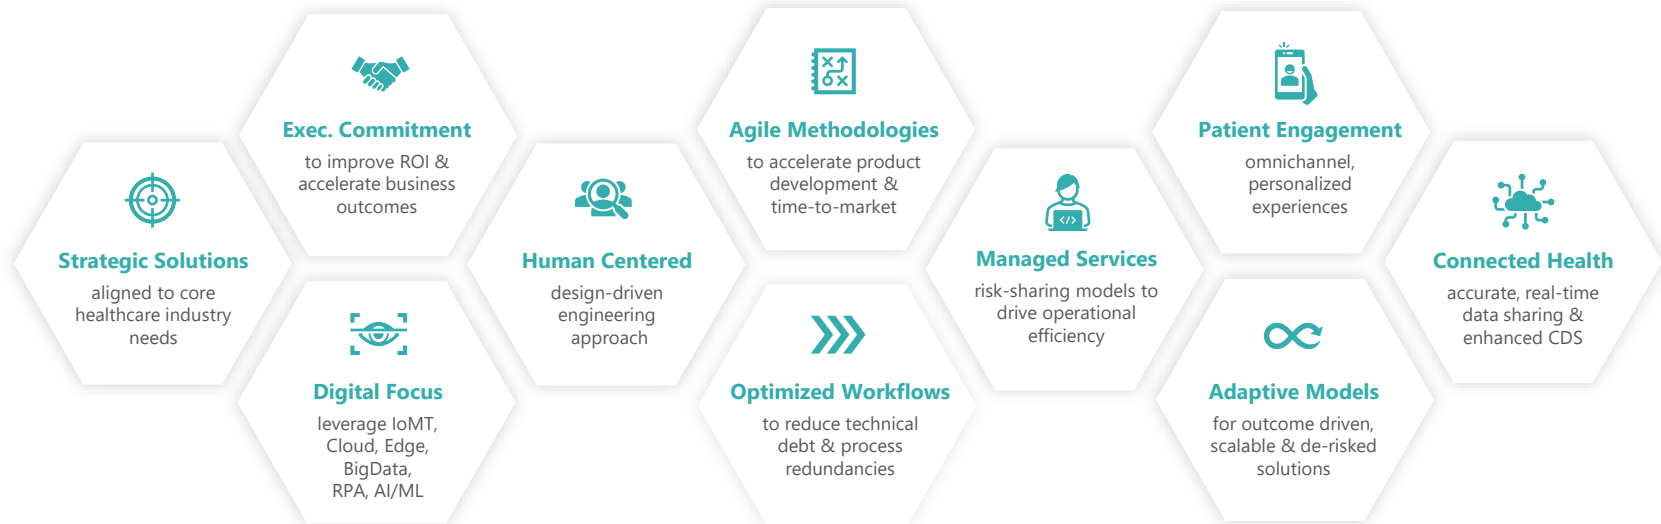 Strategic Solutions
aligned to core
healthcare industry
needs
Exec. Commitment
to improve ROI &
accelerate business
outcomes
Digital Focus
leverage IoMT,
Cloud, Edge,
BigData,
RPA, AI/ML
Human Centered
design-driven
engineering
approach
Agile Methodologies
to accelerate product
development &
time-to-market
Optimized Workflows
to reduce technical
debt & process
redundancies
Managed Services
risk-sharing models to
drive operational
efficiency
Patient Engagement
omnichannel,
personalized
experiences
Adaptive Models
for outcome driven,
scalable & de-risked
solutions
Connected Health
accurate, real-time
data sharing &
enhanced CDS